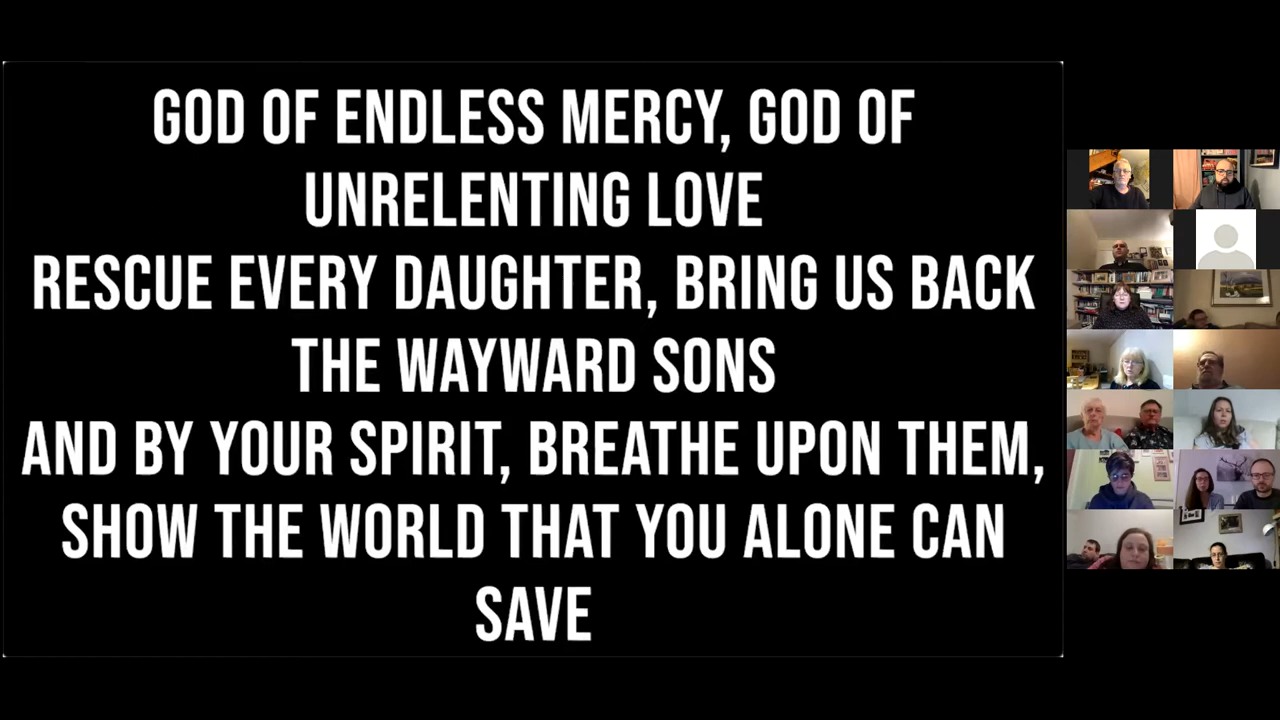 GOD OF ENDLESS MERCY, GOD OF
UNRELENTING LOVE
RESCUE EVERY DAUGHTER, BRING US BACK
THE WAYWARD SONS
AND BY YOUR SPIRIT, BREATHE UPON THEM,
SHOW THE WORLD THAT YOU ALONE CAN
SAVE